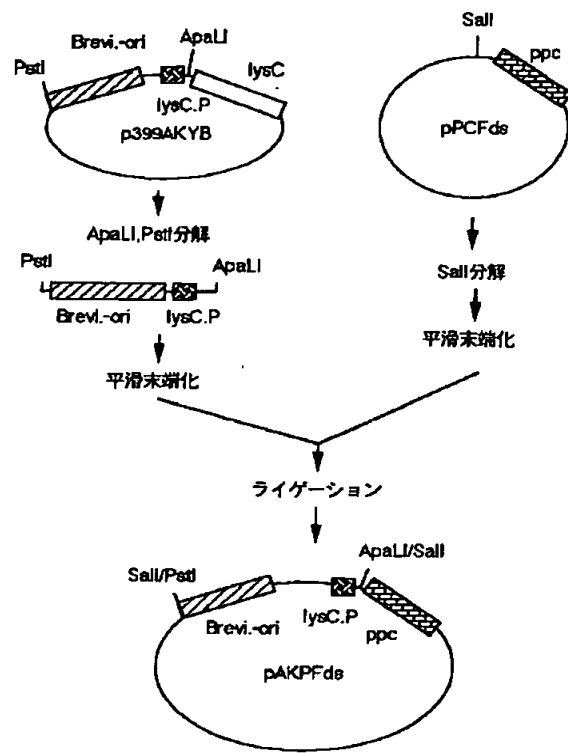 Brevi.-ori
ApaLI
PstI
lysC
lysC.P
p399AKYB
SalI
ppc
pPCFds
ApaLI,PstI分解
PstI
ApaLI
Brevi.-ori
lysC.P
平滑末端化
SalI分解
平滑末端化
ライゲーション
SalI/PstI
ApaLI/SalI
Brevi.-ori
lysC.P
ppc
pAKPFds